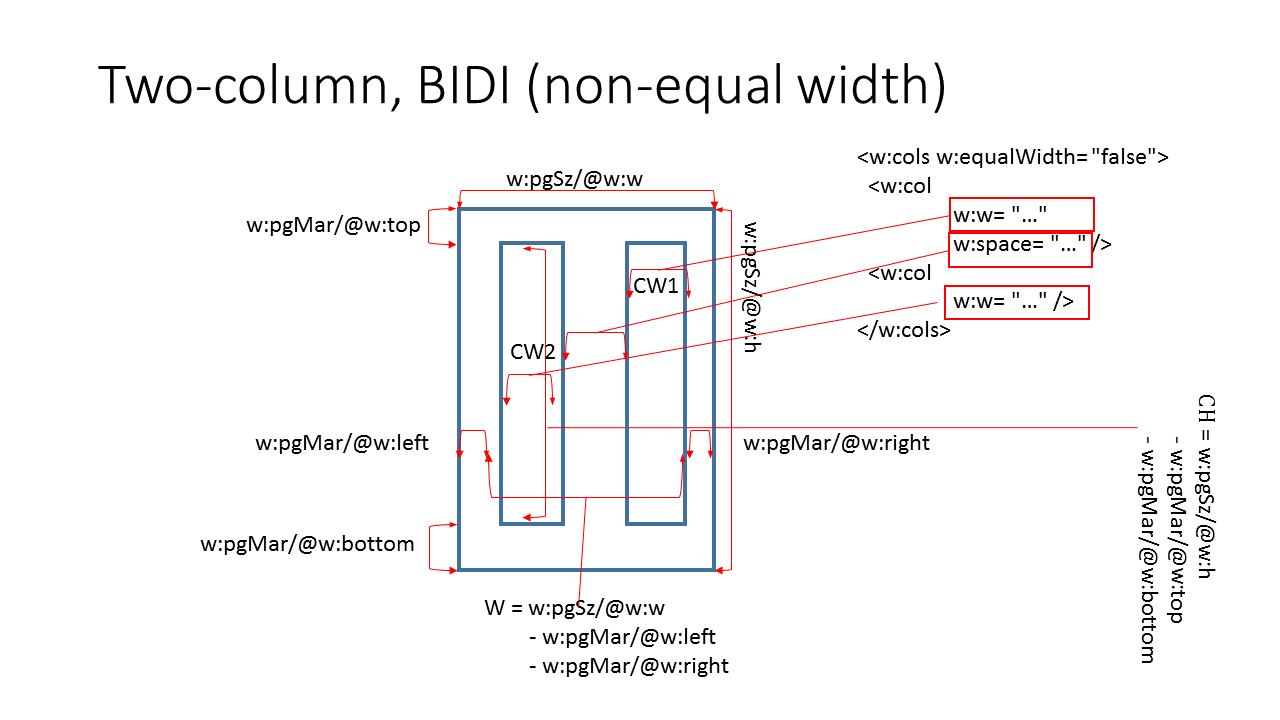 Two-column, BIDI (non-equal width)
<w:cols w:equalWidth= "false">
<w:col
w:w= "…"
w:space= "…" />
<w:col
w:w= "…" />
</w:cols>
w:pgSz/@w:w
w:pgMar/@w:top
w:pgSz/@w:h
CW1
CW2
w:pgMar/@w:left
w:pgMar/@w:right
w:pgMar/@w:bottom
W = w:pgSz/@w:w
- w:pgMar/@w:left
- w:pgMar/@w:right
CH = w:pgSz/@w:h
- w:pgMar/@w:top
- w:pgMar/@w:bottom